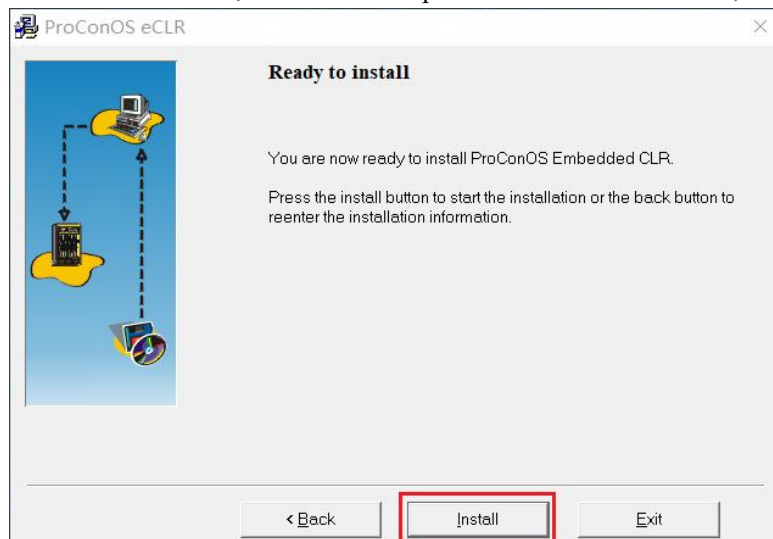 ProConOS eCLR
Ready to install
You are now ready to install ProConOS Embedded CLR.
Press the install button to start the installation or the back button to
reenter the installation information.
< Back
Install
Exit